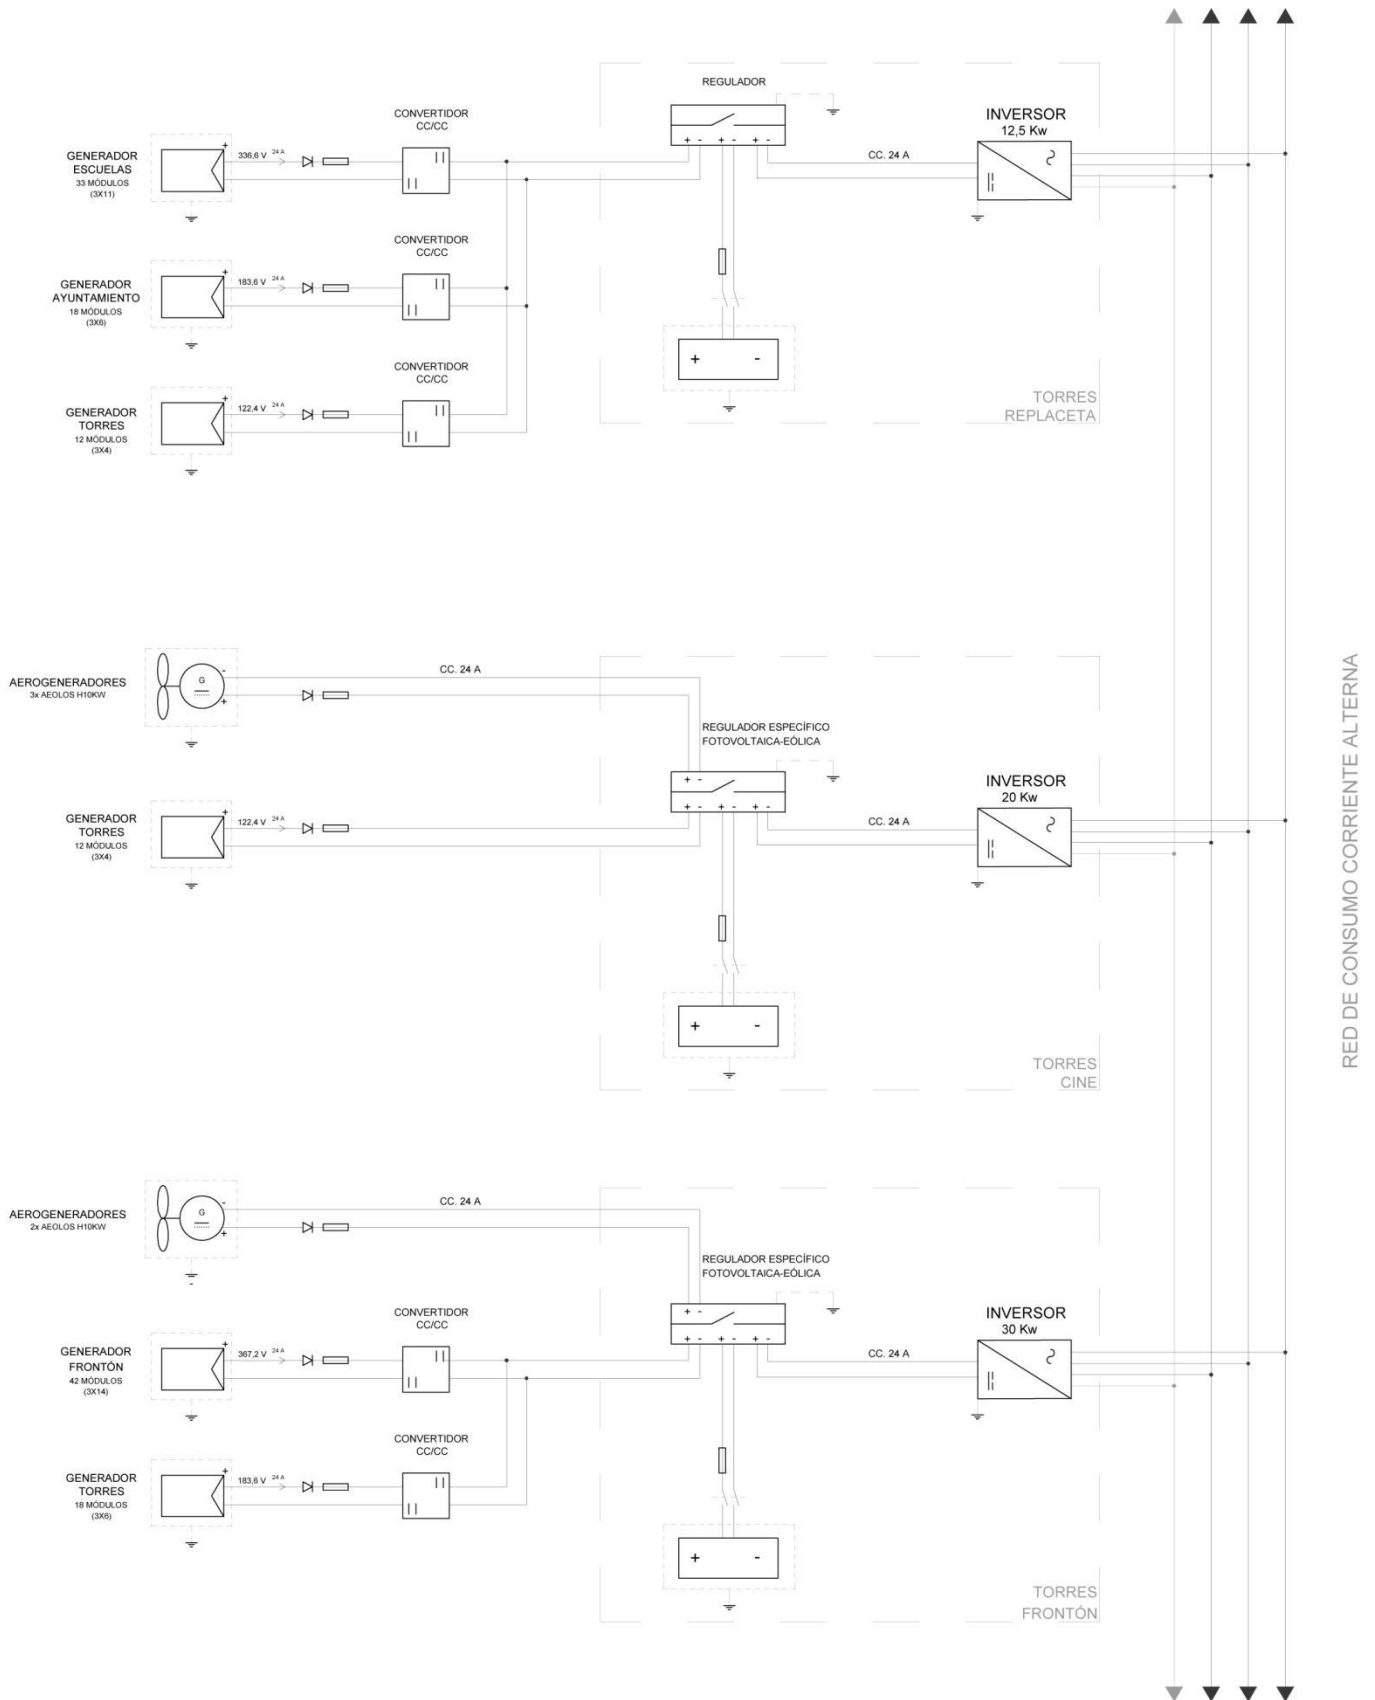 REGULADOR
CONVERTIDOR
CC/CC
INVERSOR
12,5 Kw
GENERADOR
ESCUELAS
33 MÓDULOS
(3X11)
+
336,6 V 24 A
+ - + - + -
CC. 24 A
CONVERTIDOR
CC/CC
GENERADOR
AYUNTAMIENTO
18 MÓDULOS
(3X6)
+
183,6 V 24 A
+ -
CONVERTIDOR
CC/CC
GENERADOR
TORRES
12 MÓDULOS
(3X4)
+
122,4 V 24 A
TORRES
REPLACETA
AEROGENERADORES
3x AEOLOS H10KW
G
-
+
CC. 24 A
REGULADOR ESPECÍFICO
FOTOVOLTAICA-EÓLICA
+ -
+ - + - + -
INVERSOR
20 Kw
GENERADOR
TORRES
12 MÓDULOS
(3X4)
+
122,4 V 24 A
CC. 24 A
+ -
TORRES
CINE
RED DE CONSUMO CORRIENTE ALTERNA
AEROGENERADORES
2x AEOLOS H10KW
G
-
+
CC. 24 A
REGULADOR ESPECÍFICO
FOTOVOLTAICA-EÓLICA
+ -
+ - + - + -
CONVERTIDOR
CC/CC
INVERSOR
30 Kw
GENERADOR
FRONTÓN
42 MÓDULOS
(3X14)
+
367,2 V 24 A
CC. 24 A
CONVERTIDOR
CC/CC
GENERADOR
TORRES
18 MÓDULOS
(3X6)
+
183,6 V 24 A
+ -
TORRES
FRONTÓN